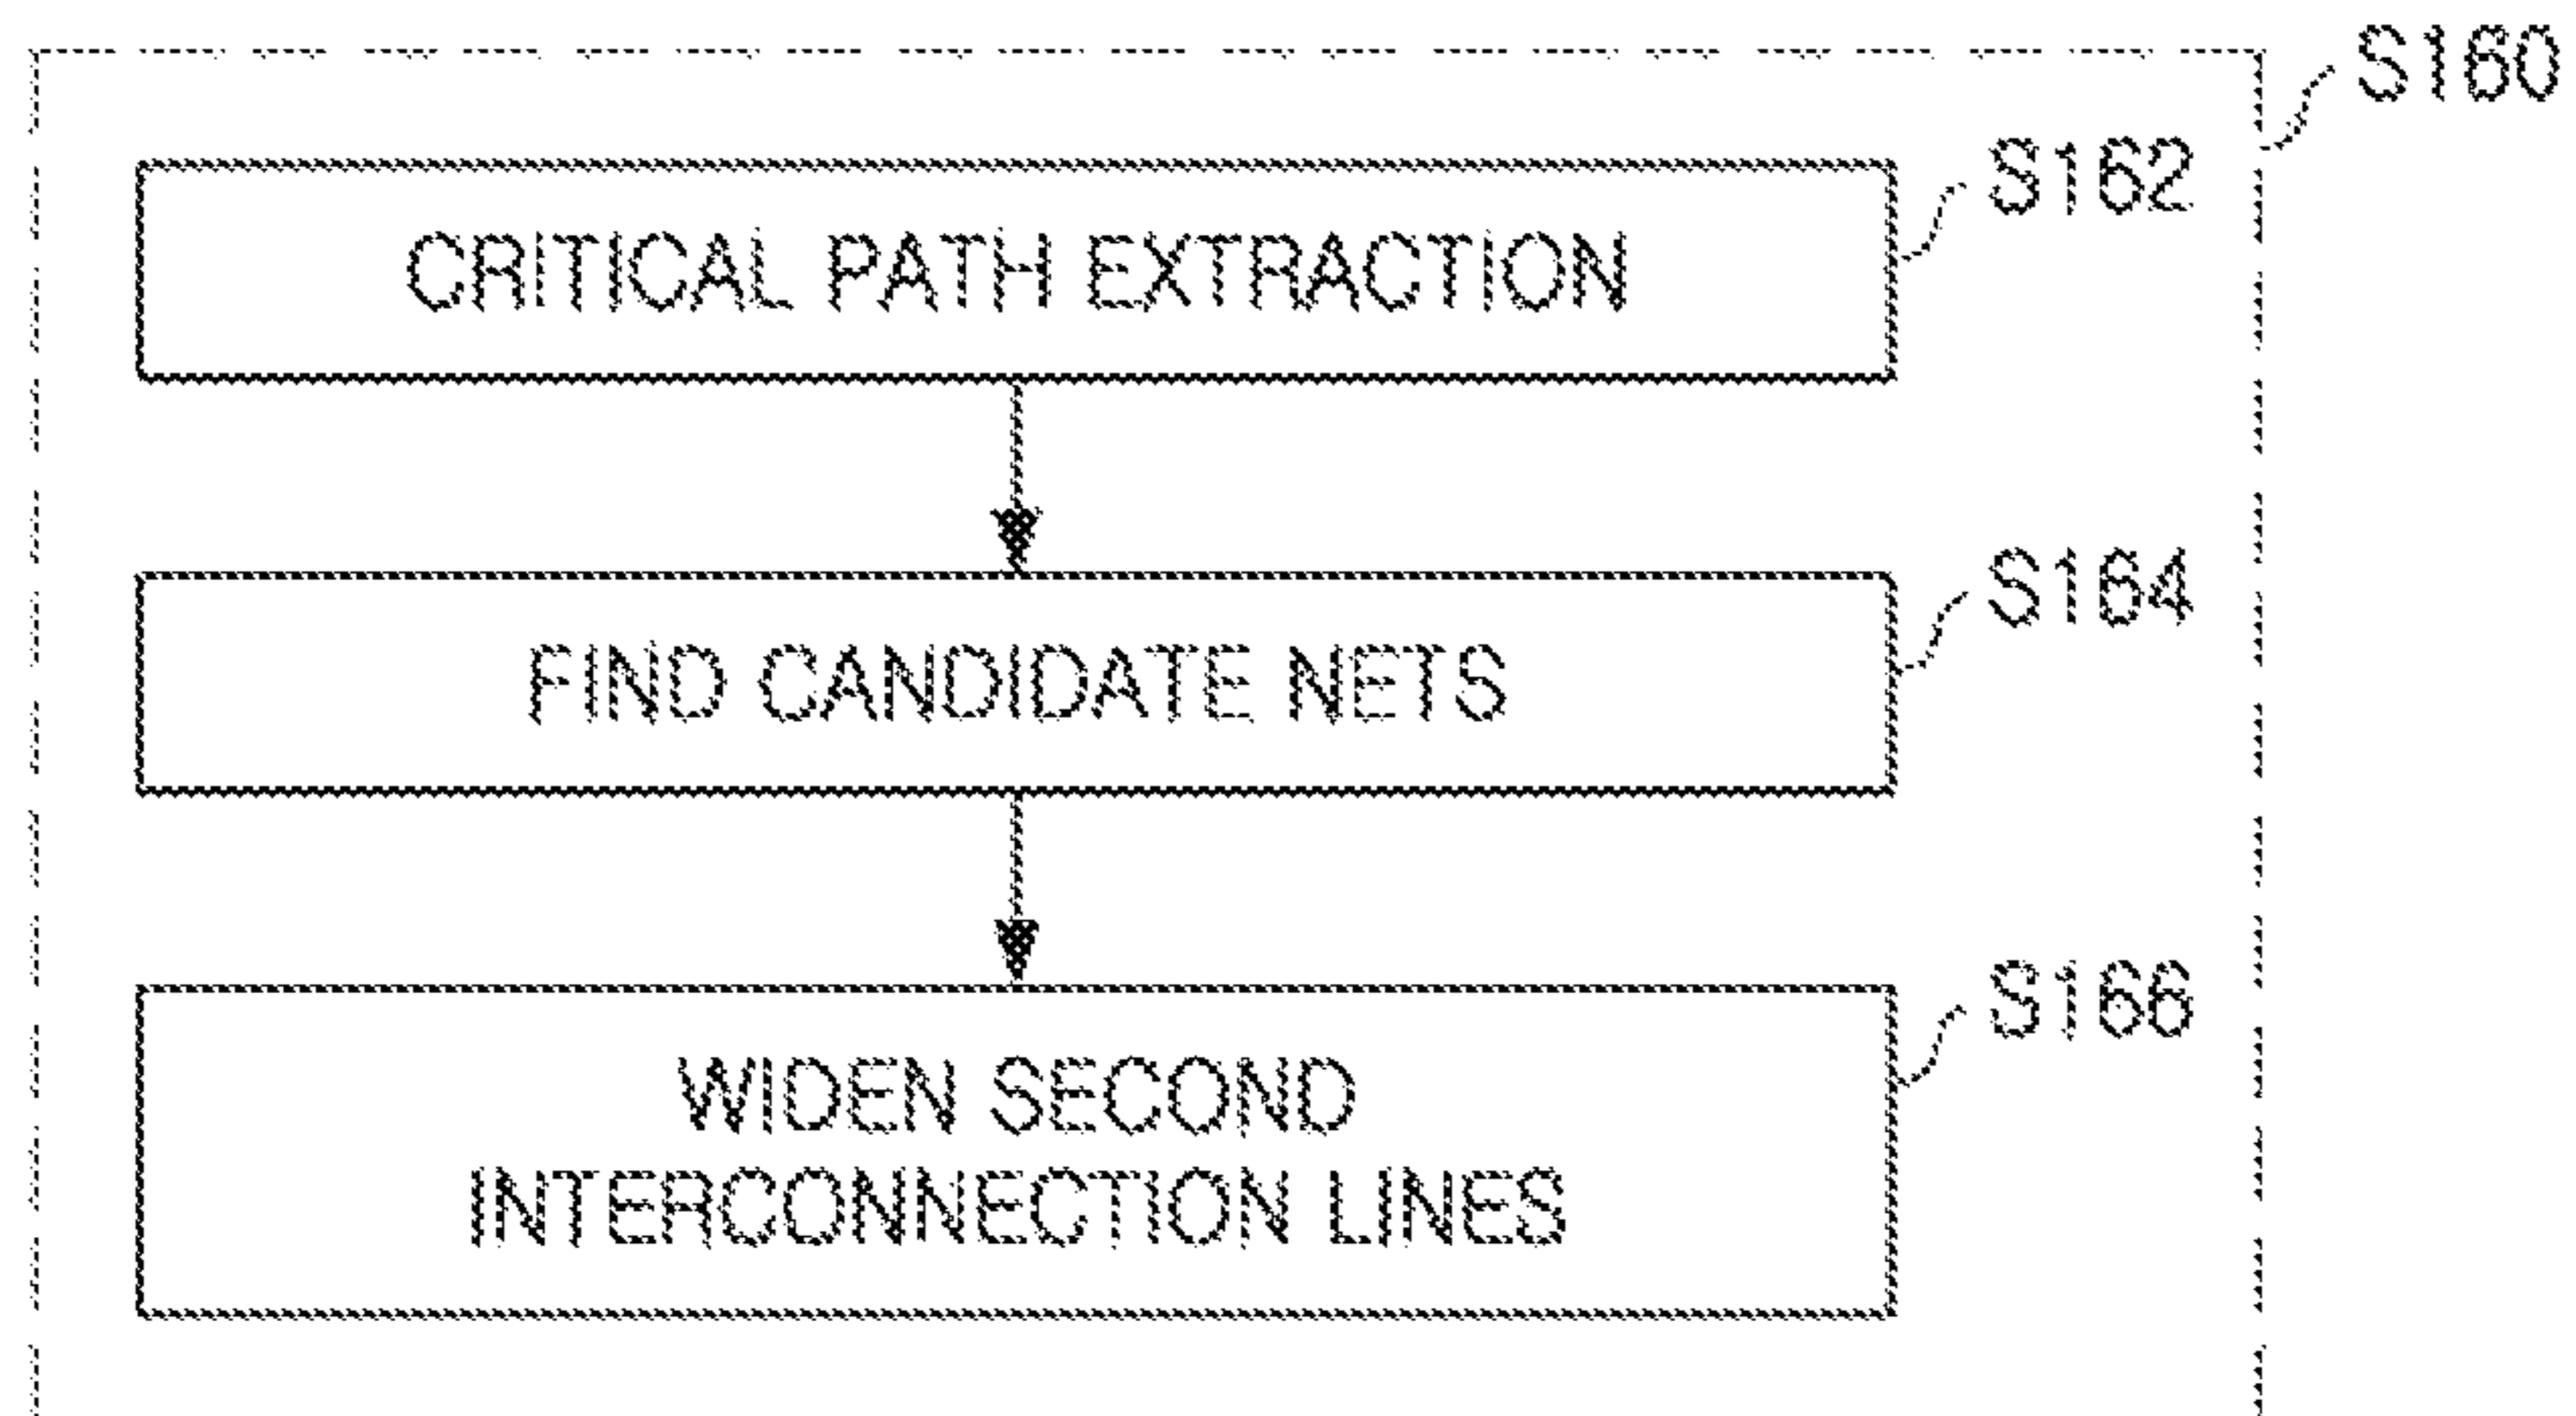 S160
S162
CRITICAL PATH EXTRACTION
S164
FIND CANDIDATE NETS
S166
WIDEN SECOND
INTERCONNECTION LINES